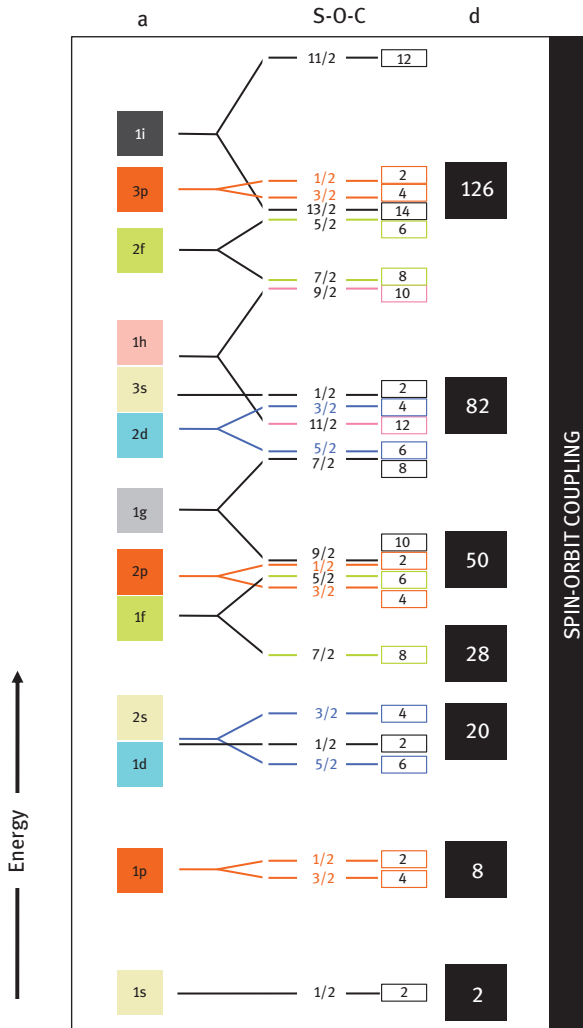 a S-O-C d
11/2 12
1i
3p 1/2 2
3/2 4 126
13/2 14
5/2 6
2f
7/2 8
9/2 10
1h
3s 1/2 2
3/2 4 82
2d 11/2 12
5/2 6
7/2 8
1g
10
9/2
2p 1/2 2 50
5/2 6
3/2 4
1f
7/2 8 28
2s 3/2 4 20
1/2 2
1d 5/2 6
1p 1/2 2 8
3/2 4
1s 1/2 2 2
Energy
SPIN-ORBIT COUPLING